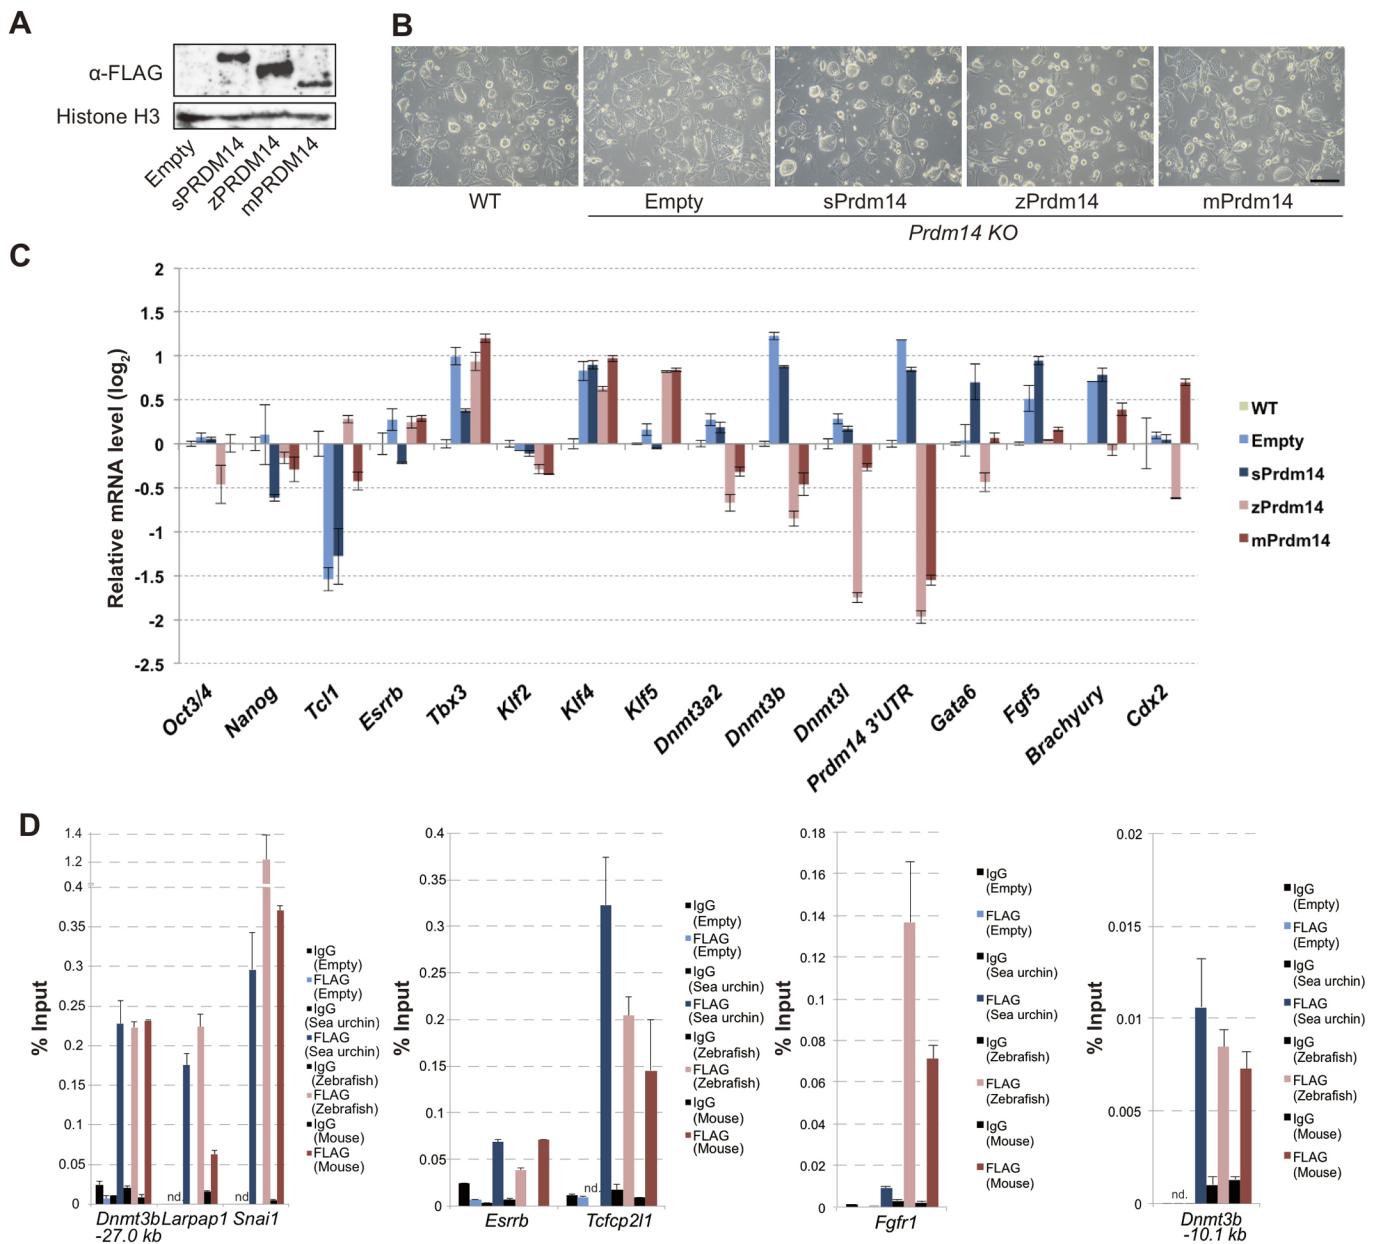 A
α-FLAG
Histone H3
Empty
sPRDM14
zPRDM14
mPRDM14
B
WT
Empty
sPrdm14
zPrdm14
mPrdm14
Prdm14 KO
C
Relative mRNA level (log2)
2
1.5
1
0.5
0
-0.5
-1
-1.5
-2
-2.5
Oct3/4
Nanog
Tcl1
Esrrb
Tbx3
Klf2
Klf4
Klf5
Dnmt3a2
Dnmt3b
Dnmt3l
Prdm14 3'UTR
Gata6
Fgf5
Brachyury
Cdx2
WT
Empty
sPrdm14
zPrdm14
mPrdm14
D
% Input
1.4
1.2
0.4
0.35
0.3
0.25
0.2
0.15
0.1
0.05
0
nd.
nd.
Dnmt3b
-27.0 kb
Larpap1
Snai1
IgG
(Empty)
FLAG
(Empty)
IgG
(Sea urchin)
FLAG
(Sea urchin)
IgG
(Zebrafish)
FLAG
(Zebrafish)
IgG
(Mouse)
FLAG
(Mouse)
% Input
0.4
0.35
0.3
0.25
0.2
0.15
0.1
0.05
0
nd.
Esrrb
Tcfcp2l1
IgG
(Empty)
FLAG
(Empty)
IgG
(Sea urchin)
FLAG
(Sea urchin)
IgG
(Zebrafish)
FLAG
(Zebrafish)
IgG
(Mouse)
FLAG
(Mouse)
% Input
0.18
0.16
0.14
0.12
0.1
0.08
0.06
0.04
0.02
0
Fgfr1
IgG
(Empty)
FLAG
(Empty)
IgG
(Sea urchin)
FLAG
(Sea urchin)
IgG
(Zebrafish)
FLAG
(Zebrafish)
IgG
(Mouse)
FLAG
(Mouse)
% Input
0.02
0.015
0.01
0.005
0
nd.
Dnmt3b
-10.1 kb
IgG
(Empty)
FLAG
(Empty)
IgG
(Sea urchin)
FLAG
(Sea urchin)
IgG
(Zebrafish)
FLAG
(Zebrafish)
IgG
(Mouse)
FLAG
(Mouse)